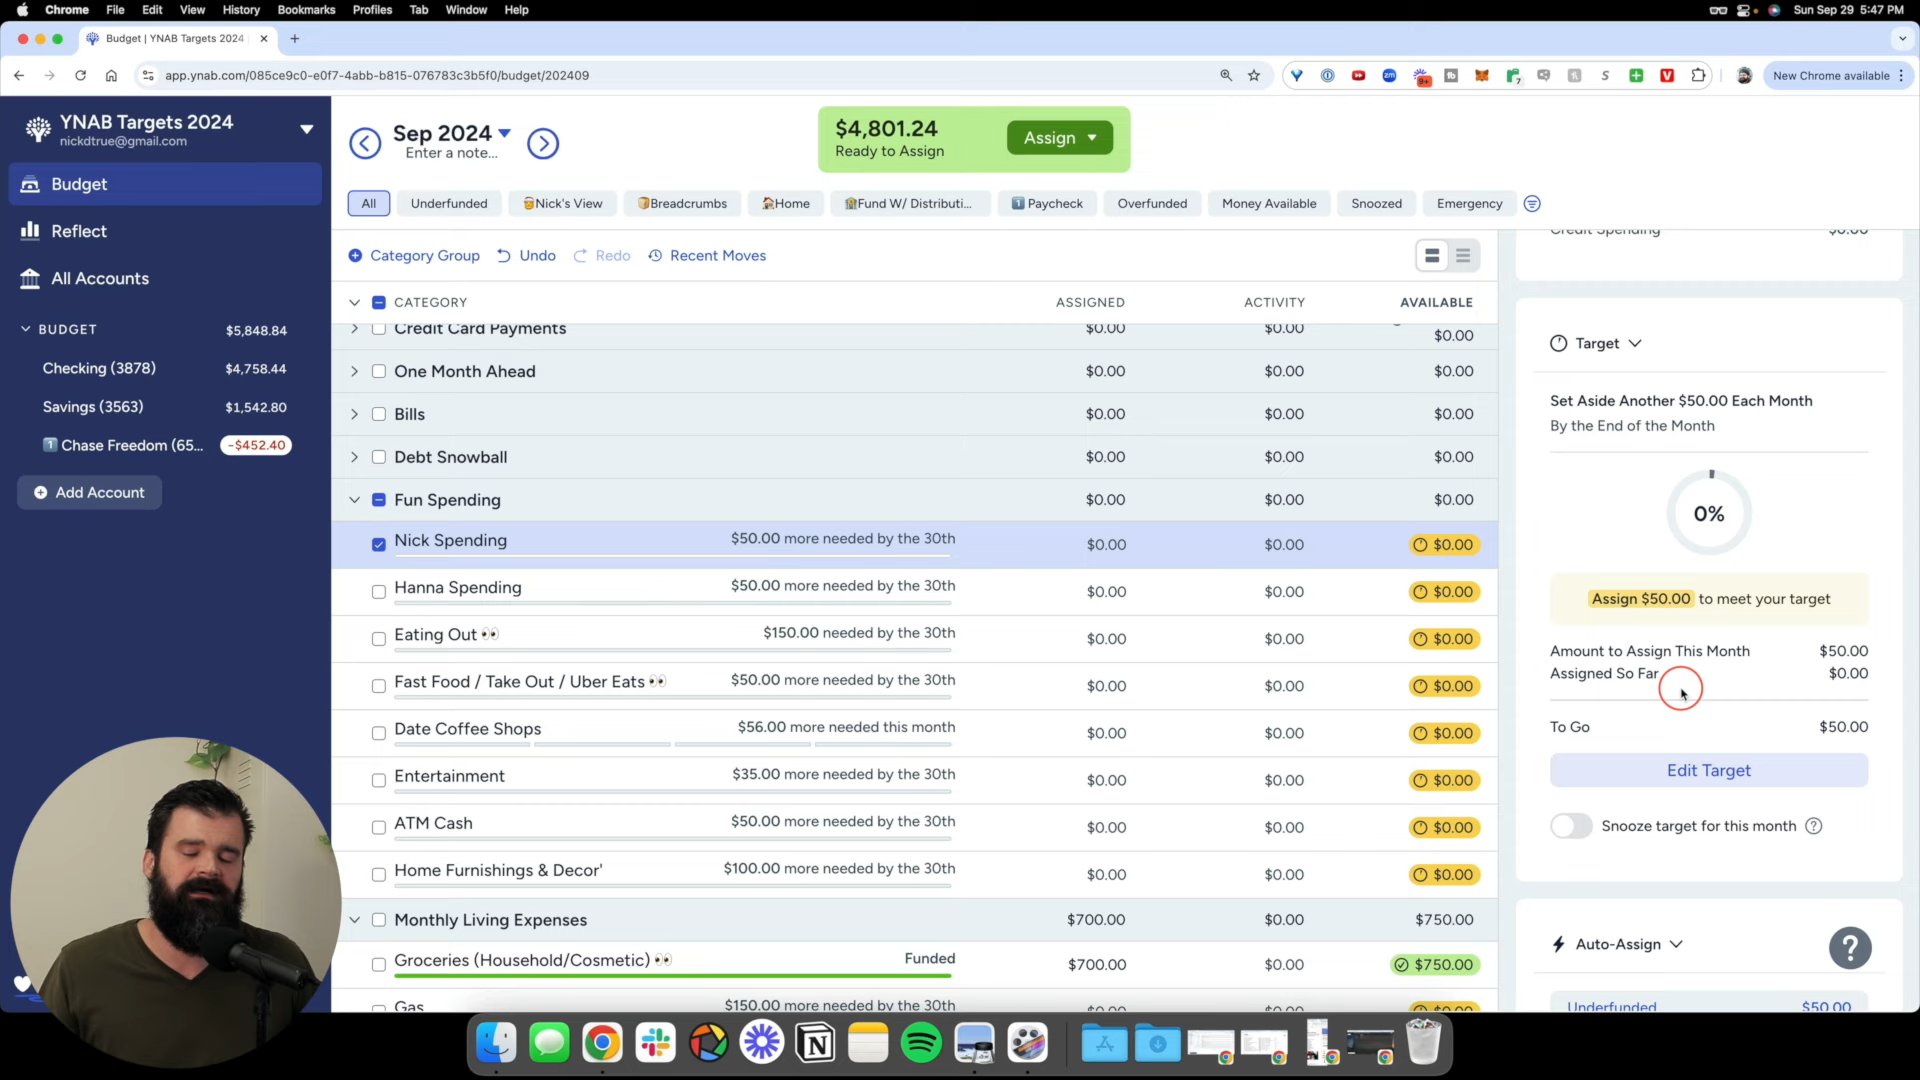 Chrome File Edit View History Bookmarks Profiles Tab Window Help Sun Sep 29 5:47 PM
Budget | YNAB Targets 2024
app.ynab.com/085ce9c0-e0f7-4abb-b815-076783c3b5f0/budget/202409 New Chrome available
YNAB Targets 2024
nickdtrue@gmail.com
Budget
Reflect
All Accounts
BUDGET $5,848.84
Checking (3878) $4,758.44
Savings (3563) $1,542.80
1 Chase Freedom (65... -$452.40
Add Account
Sep 2024
Enter a note...
$4,801.24
Ready to Assign
Assign
All Underfunded Nick's View Breadcrumbs Home Fund W/ Distributi... 1 Paycheck Overfunded Money Available Snoozed Emergency
Category Group Undo Redo Recent Moves
CATEGORY ASSIGNED ACTIVITY AVAILABLE
Credit Card Payments $0.00 $0.00 $0.00
One Month Ahead $0.00 $0.00 $0.00
Bills $0.00 $0.00 $0.00
Debt Snowball $0.00 $0.00 $0.00
Fun Spending $0.00 $0.00 $0.00
Nick Spending $50.00 more needed by the 30th $0.00 $0.00 $0.00
Hanna Spending $50.00 more needed by the 30th $0.00 $0.00 $0.00
Eating Out $150.00 needed by the 30th $0.00 $0.00 $0.00
Fast Food / Take Out / Uber Eats $50.00 more needed by the 30th $0.00 $0.00 $0.00
Date Coffee Shops $56.00 more needed this month $0.00 $0.00 $0.00
Entertainment $35.00 more needed by the 30th $0.00 $0.00 $0.00
ATM Cash $50.00 more needed by the 30th $0.00 $0.00 $0.00
Home Furnishings & Decor' $100.00 more needed by the 30th $0.00 $0.00 $0.00
Monthly Living Expenses $700.00 $0.00 $750.00
Groceries (Household/Cosmetic) Funded $700.00 $0.00 $750.00
Gas $150.00 more needed by the 30th $0.00 $0.00 $0.00
Credit Spending $0.00
Target
Set Aside Another $50.00 Each Month
By the End of the Month
0%
Assign $50.00 to meet your target
Amount to Assign This Month $50.00
Assigned So Far $0.00
To Go $50.00
Edit Target
Snooze target for this month ?
Auto-Assign
?
Underfunded $50.00